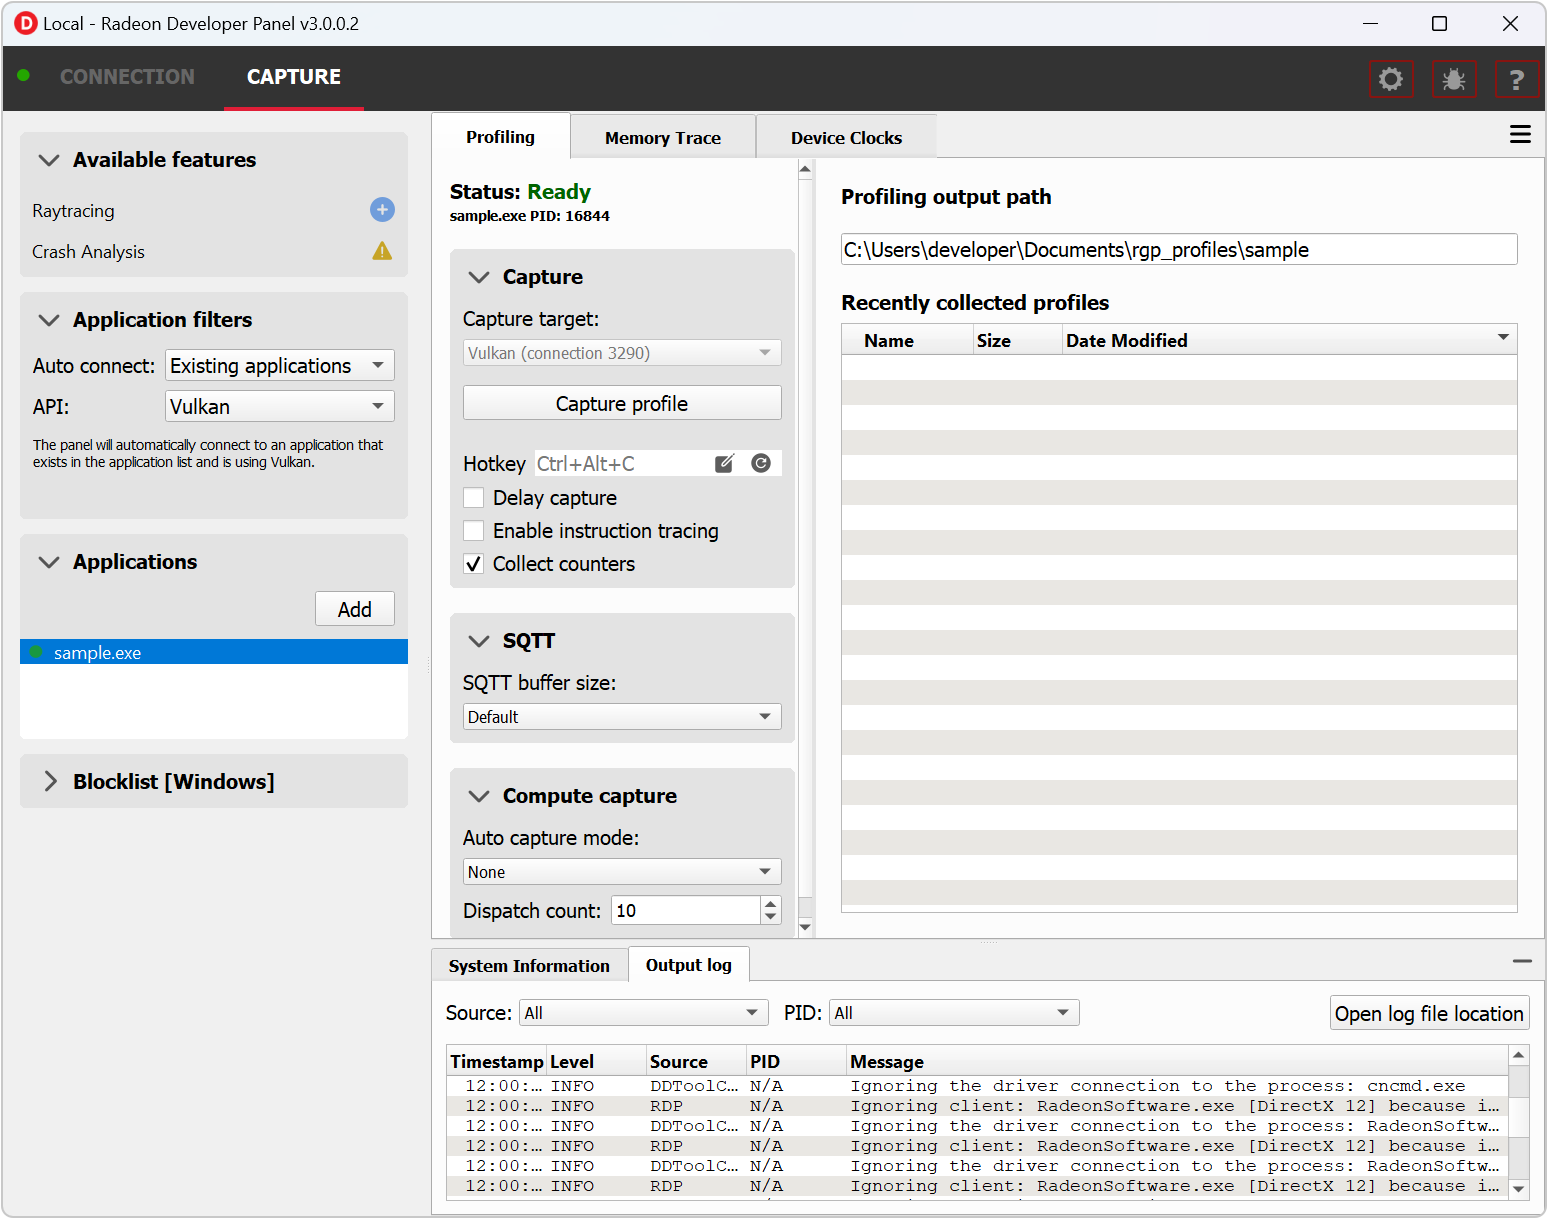 Local - Radeon Developer Panel v3.0.0.2
CONNECTION
CAPTURE
?
Available features
Raytracing
Crash Analysis
Application filters
Auto connect: Existing applications
API: Vulkan
The panel will automatically connect to an application that
exists in the application list and is using Vulkan.
Applications
Add
sample.exe
Blocklist [Windows]
Profiling
Memory Trace
Device Clocks
Status: Ready
sample.exe PID: 16844
Capture
Capture target:
Vulkan (connection 3290)
Capture profile
Hotkey Ctrl+Alt+C
Delay capture
Enable instruction tracing
Collect counters
SQTT
SQTT buffer size:
Default
Compute capture
Auto capture mode:
None
Dispatch count: 10
Profiling output path
C:\Users\developer\Documents\rgp_profiles\sample
Recently collected profiles
Name Size Date Modified
System Information
Output log
Source: All PID: All Open log file location
Timestamp Level Source PID Message
12:00:... INFO DDToolC... N/A Ignoring the driver connection to the process: cncmd.exe
12:00:... INFO RDP N/A Ignoring client: RadeonSoftware.exe [DirectX 12] because i...
12:00:... INFO DDToolC... N/A Ignoring the driver connection to the process: RadeonSoftw...
12:00:... INFO RDP N/A Ignoring client: RadeonSoftware.exe [DirectX 12] because i...
12:00:... INFO DDToolC... N/A Ignoring the driver connection to the process: RadeonSoftw...
12:00:... INFO RDP N/A Ignoring client: RadeonSoftware.exe [DirectX 12] because i...